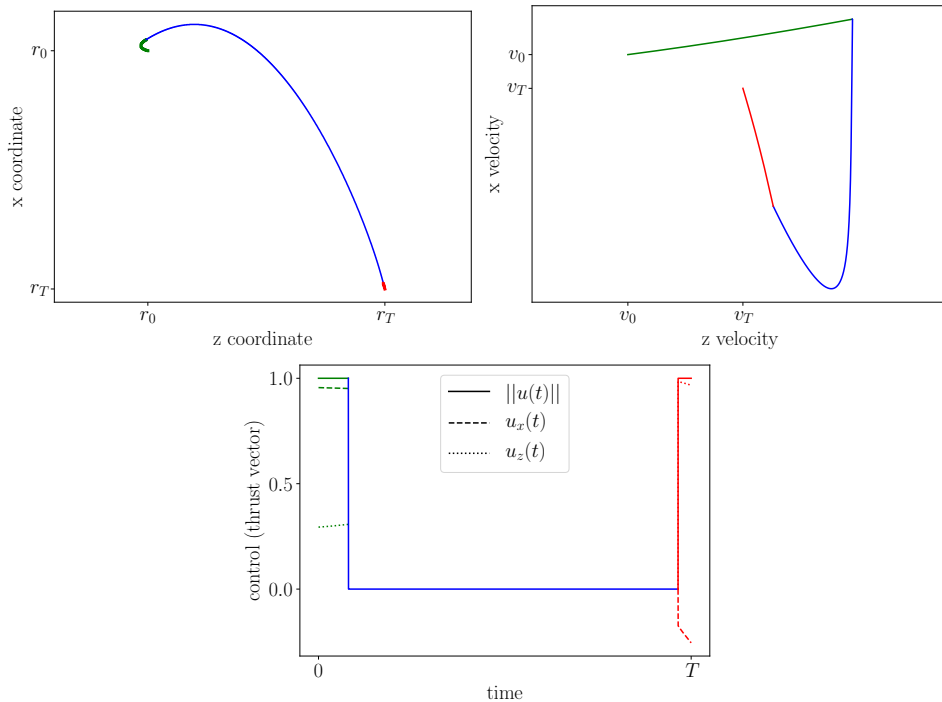 x coordinate
r_0
r_T
r_0
r_T
z coordinate
x velocity
v_0
v_T
v_0
v_T
z velocity
control (thrust vector)
1.0
0.5
0.0
||u(t)||
u_x(t)
u_z(t)
0
T
time